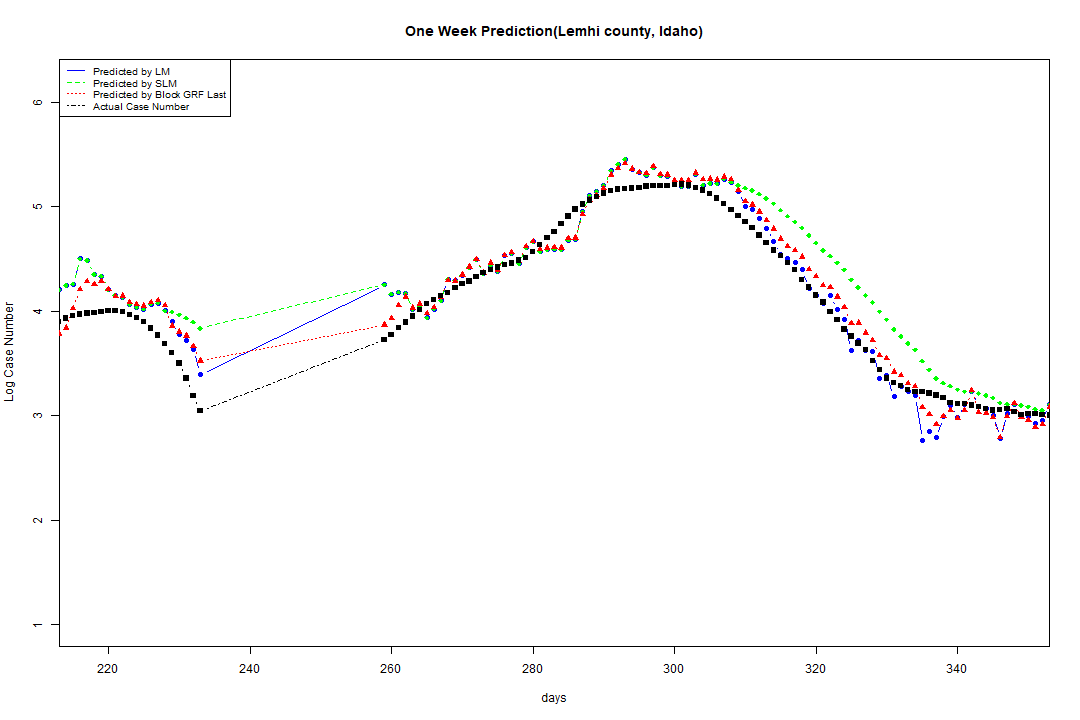 One Week Prediction(Lemhi county, Idaho)
Predicted by LM
Predicted by SLM
Predicted by Block GRF Last
Actual Case Number
Log Case Number
6
5
4
3
2
1
220 240 260 280 300 320 340
days